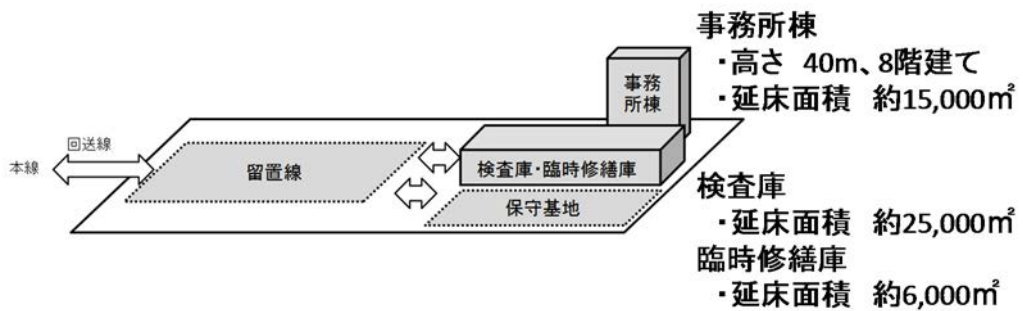 事務所棟
・高さ 40m、8階建て
・延床面積 約15,000㎡
事務
所棟
回送線
本線
留置線
検査庫・臨時修繕庫
保守基地
検査庫
・延床面積 約25,000㎡
臨時修繕庫
・延床面積 約6,000㎡